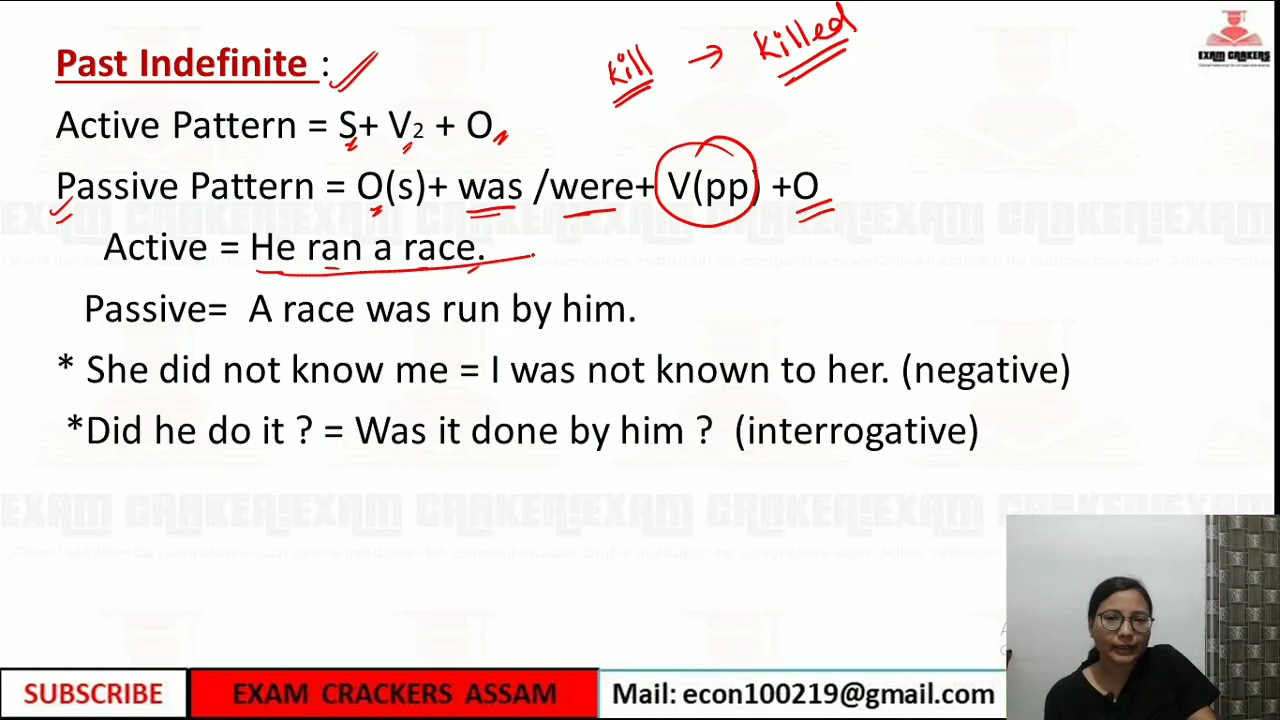 Past Indefinite :
kill → killed
EXAM CRAKERS
Active Pattern = S+ V2 + O
Passive Pattern = O(s)+ was /were+ V(pp) +O
Active = He ran a race.
Passive= A race was run by him.
* She did not know me = I was not known to her. (negative)
*Did he do it ? = Was it done by him ? (interrogative)
SUBSCRIBE
EXAM CRACKERS ASSAM
Mail: econ100219@gmail.com